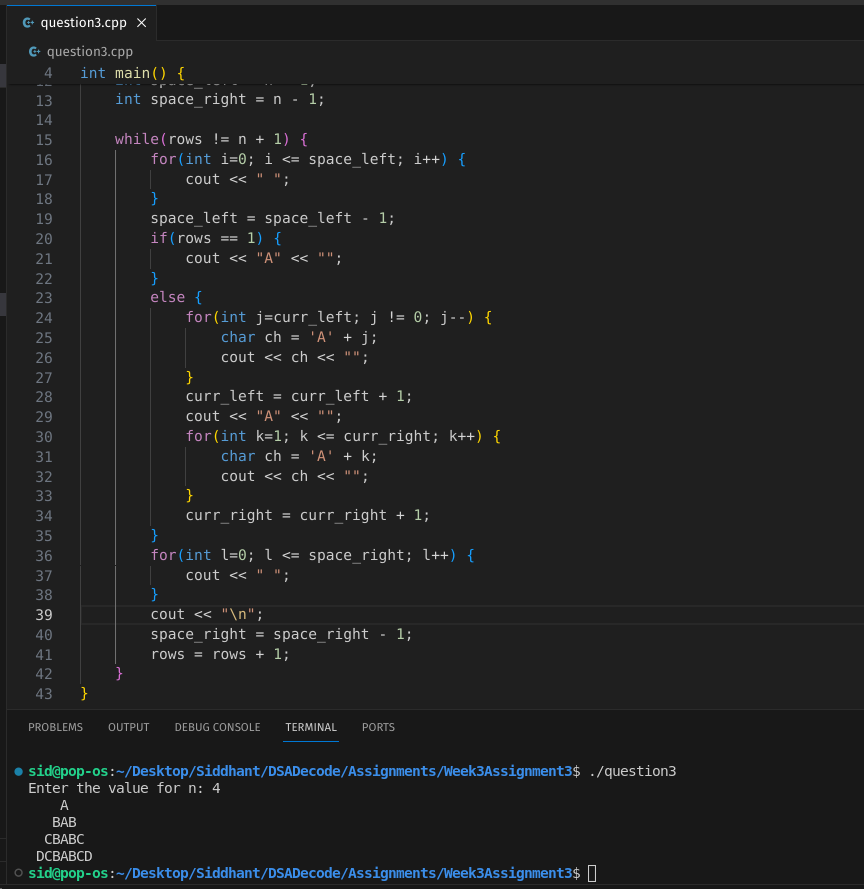 question3.cpp ×
question3.cpp
4 int main() {
13 int space_right = n - 1;
14
15 while(rows != n + 1) {
16 for(int i=0; i <= space_left; i++) {
17 cout << " ";
18 }
19 space_left = space_left - 1;
20 if(rows == 1) {
21 cout << "A" << "";
22 }
23 else {
24 for(int j=curr_left; j != 0; j--) {
25 char ch = 'A' + j;
26 cout << ch << "";
27 }
28 curr_left = curr_left + 1;
29 cout << "A" << "";
30 for(int k=1; k <= curr_right; k++) {
31 char ch = 'A' + k;
32 cout << ch << "";
33 }
34 curr_right = curr_right + 1;
35 }
36 for(int l=0; l <= space_right; l++) {
37 cout << " ";
38 }
39 cout << "\n";
40 space_right = space_right - 1;
41 rows = rows + 1;
42 }
43 }
PROBLEMS OUTPUT DEBUG CONSOLE TERMINAL PORTS
sid@pop-os:~/Desktop/Siddhant/DSADecode/Assignments/Week3Assignment3$ ./question3
Enter the value for n: 4
A
BAB
CBABC
DCBABCD
sid@pop-os:~/Desktop/Siddhant/DSADecode/Assignments/Week3Assignment3$